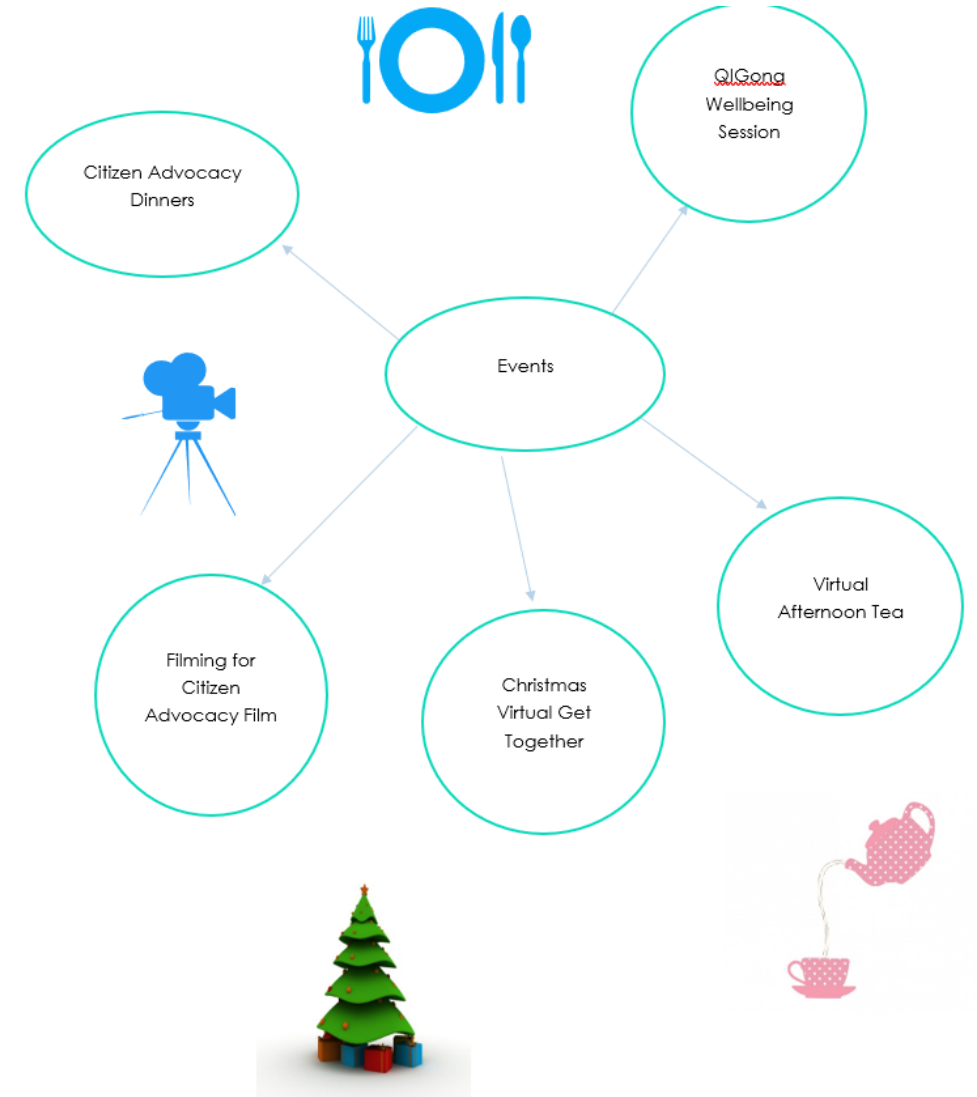 QIGong
Wellbeing
Session
Citizen Advocacy
Dinners
Events
Virtual
Afternoon Tea
Filming for
Citizen
Advocacy Film
Christmas
Virtual Get
Together